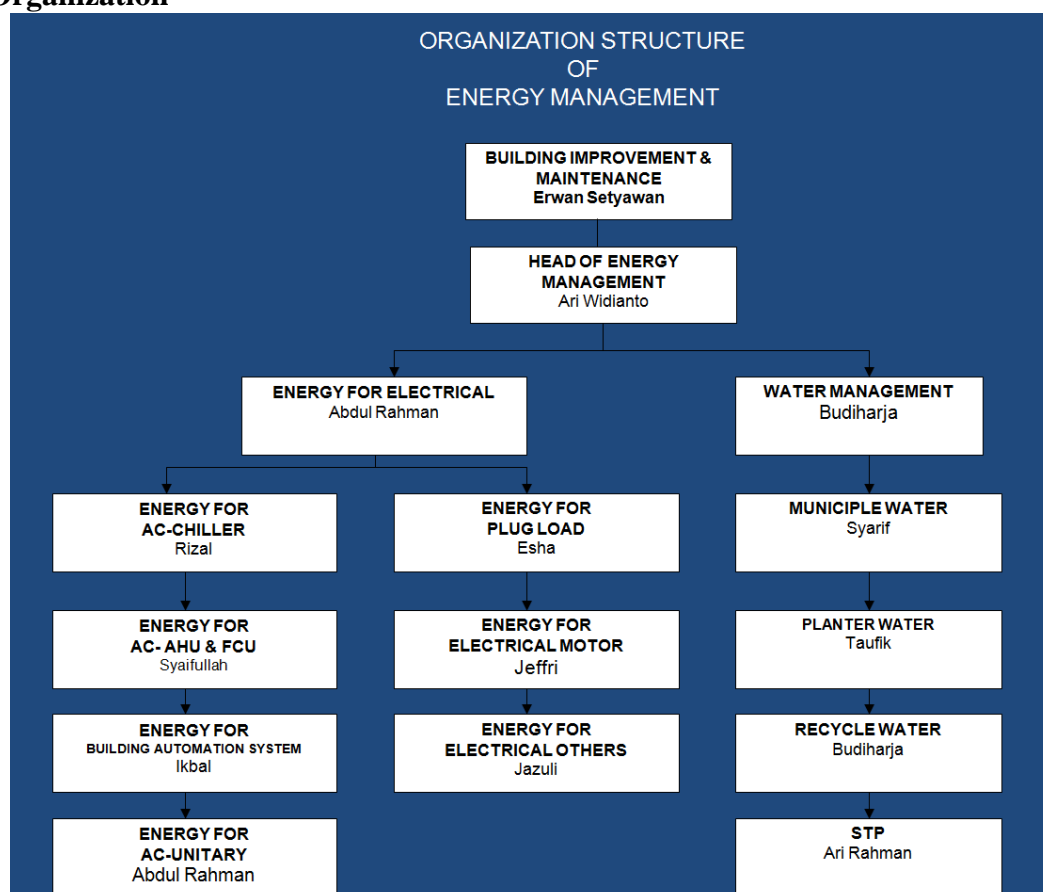 Organization
ORGANIZATION STRUCTURE
OF
ENERGY MANAGEMENT
BUILDING IMPROVEMENT &
MAINTENANCE
Erwan Setyawan
HEAD OF ENERGY
MANAGEMENT
Ari Widianto
ENERGY FOR ELECTRICAL
Abdul Rahman
WATER MANAGEMENT
Budiharja
ENERGY FOR
AC-CHILLER
Rizal
ENERGY FOR
PLUG LOAD
Esha
MUNICIPLE WATER
Syarif
ENERGY FOR
AC- AHU & FCU
Syaifullah
ENERGY FOR
ELECTRICAL MOTOR
Jeffri
PLANTER WATER
Taufik
ENERGY FOR
BUILDING AUTOMATION SYSTEM
Ikbal
ENERGY FOR
ELECTRICAL OTHERS
Jazuli
RECYCLE WATER
Budiharja
ENERGY FOR
AC-UNITARY
Abdul Rahman
STP
Ari Rahman